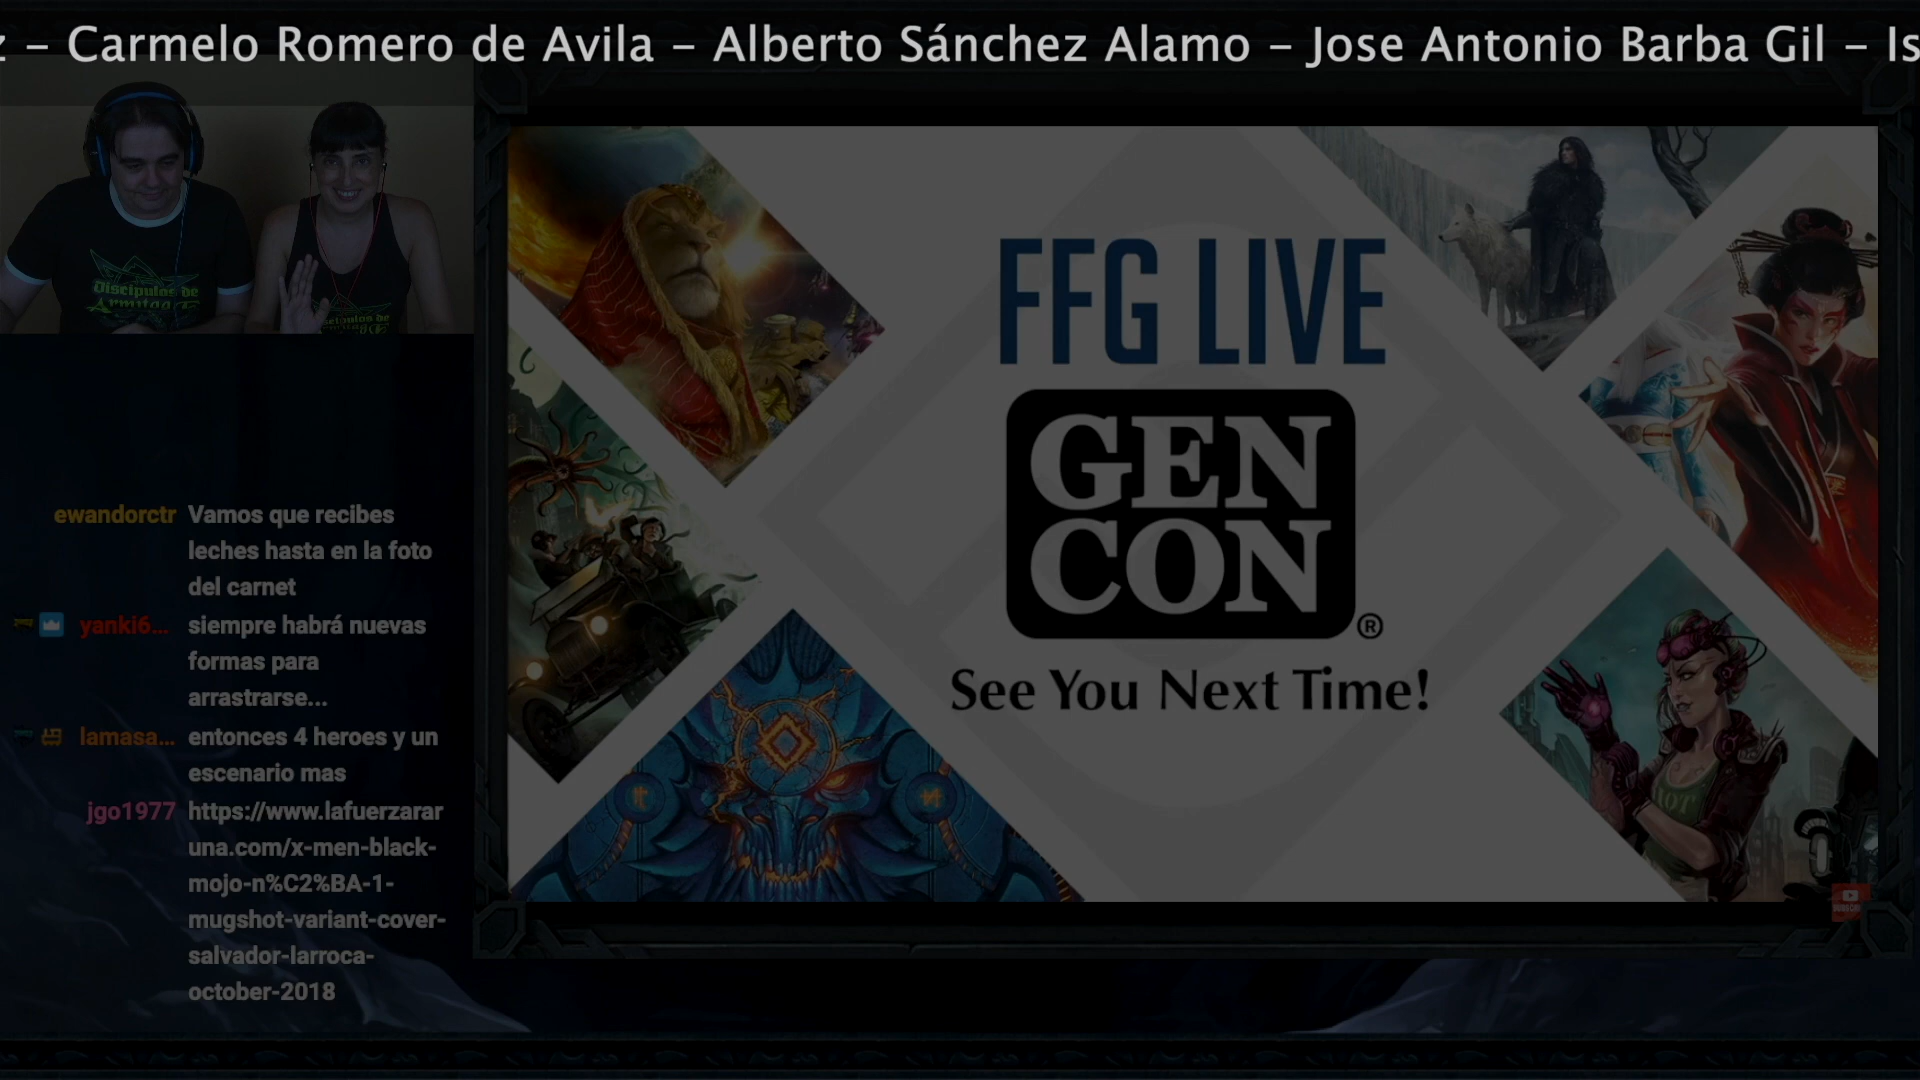 – Carmelo Romero de Avila – Alberto Sánchez Alamo – Jose Antonio Barba Gil – Is
Discípulos de
Armitage
FFG LIVE
GEN
CON®
See You Next Time!
ewandorctr Vamos que recibes
leches hasta en la foto
del carnet
yanki6... siempre habrá nuevas
formas para
arrastrarse...
lamasa... entonces 4 heroes y un
escenario mas
jgo1977 https://www.lafuerzarar
una.com/x-men-black-
mojo-n%C2%BA-1-
mugshot-variant-cover-
salvador-larroca-
october-2018